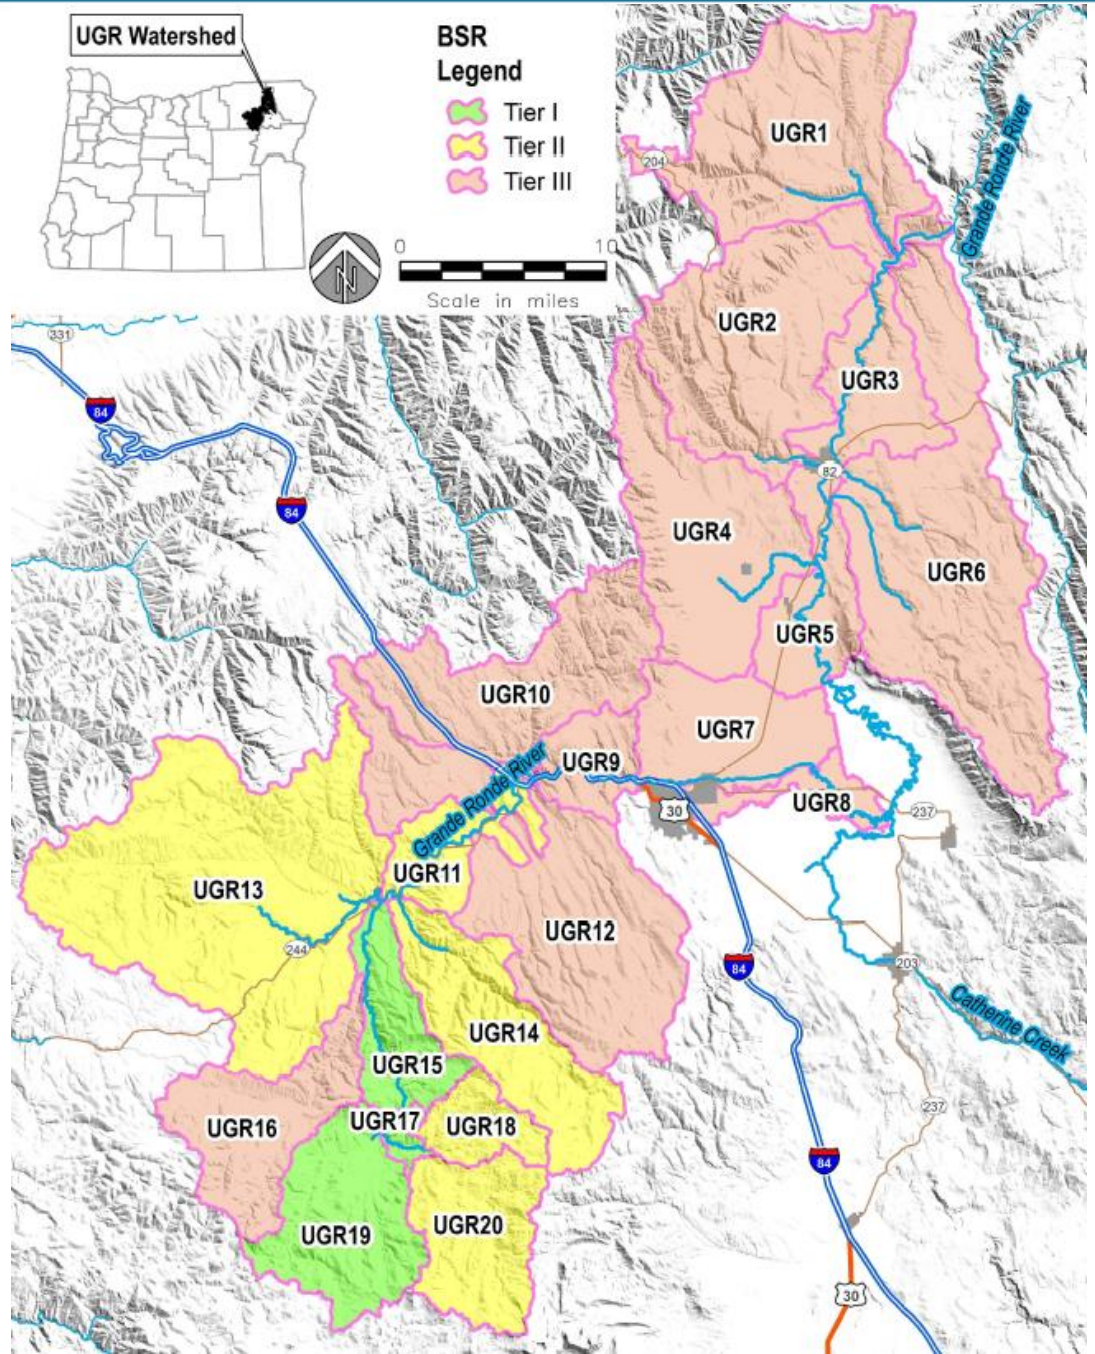 UGR Watershed
BSR
Legend
Tier I
Tier II
Tier III
0 10
N
Scale in miles
UGR1
204
Grande Ronde River
UGR2
331
UGR3
84
82
84
UGR4
UGR6
UGR5
UGR10
UGR7
UGR9
Grande Ronde River
UGR8
30
237
UGR11
UGR13
UGR12
244
84
203
Catherine Creek
UGR14
UGR15
UGR16
UGR17
UGR18
237
84
UGR19
UGR20
30